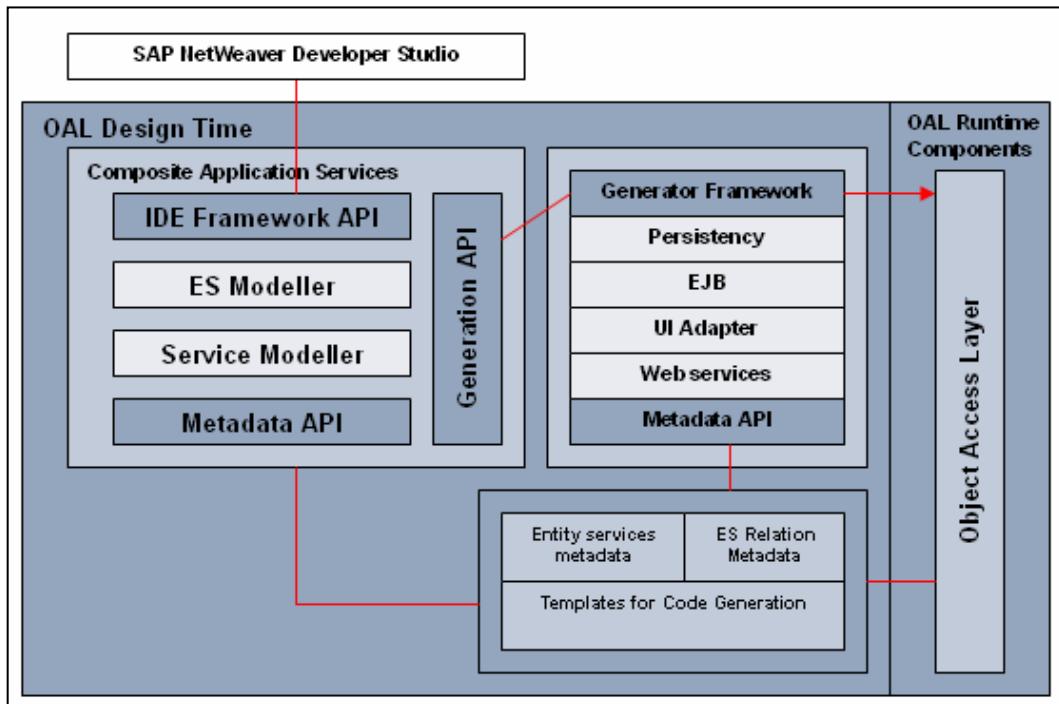 SAP NetWeaver Developer Studio
OAL Design Time
OAL Runtime
Components
Composite Application Services
IDE Framework API
ES Modeller
Service Modeller
Metadata API
Generation API
Generator Framework
Persistency
EJB
UI Adapter
Web services
Metadata API
Entity services
metadata
ES Relation
Metadata
Templates for Code Generation
Object Access Layer